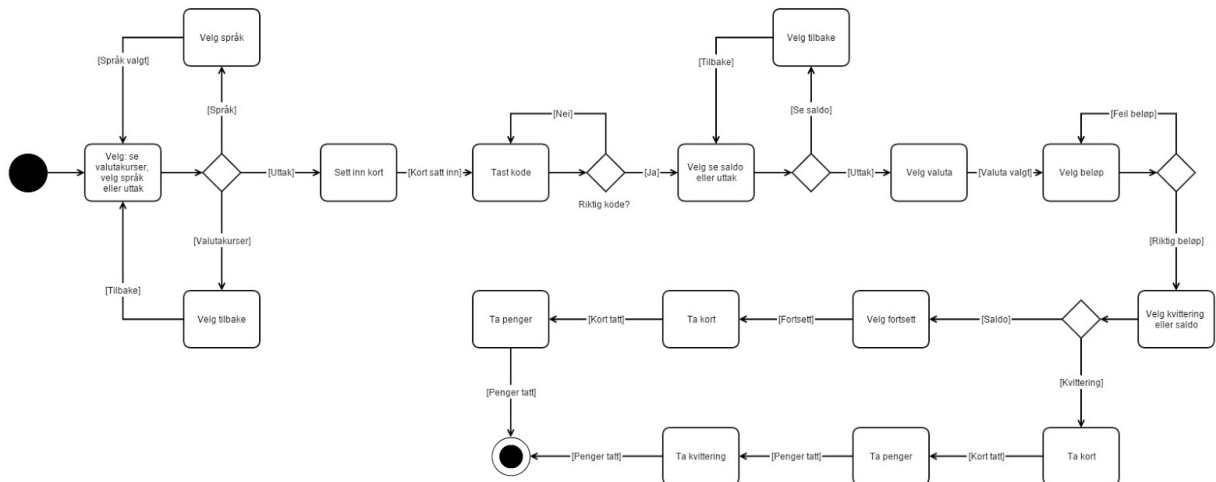 Velg språk
Velg tilbake
[Språk valgt]
[Tilbake]
[Språk]
[Se saldo]
[Nei]
[Feil beløp]
Velg: se
valutakurser,
velg språk
eller uttak
[Uttak]
Sett inn kort
[Kort satt inn]
Tast kode
Riktig kode?
[Ja]
Velg se saldo
eller uttak
[Uttak]
Velg valuta
[Valuta valgt]
Velg beløp
[Valutakurser]
[Riktig beløp]
[Tilbake]
Velg tilbake
Ta penger
[Kort tatt]
Ta kort
[Fortsett]
Velg fortsett
[Saldo]
Velg kvittering
eller saldo
[Penger tatt]
[Kvittering]
[Penger tatt]
Ta kvittering
[Penger tatt]
Ta penger
[Kort tatt]
Ta kort